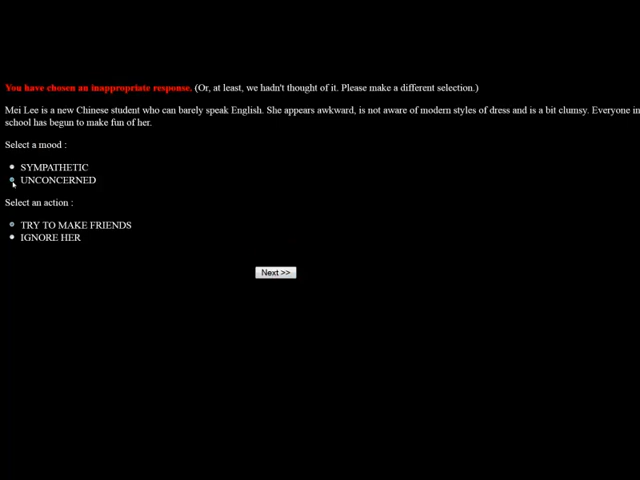 You have chosen an inappropriate response. (Or, at least, we hadn't thought of it. Please make a different selection.)
Mei Lee is a new Chinese student who can barely speak English. She appears awkward, is not aware of modern styles of dress and is a bit clumsy. Everyone in
school has begun to make fun of her.
Select a mood :
SYMPATHETIC
UNCONCERNED
Select an action :
TRY TO MAKE FRIENDS
IGNORE HER
Next >>